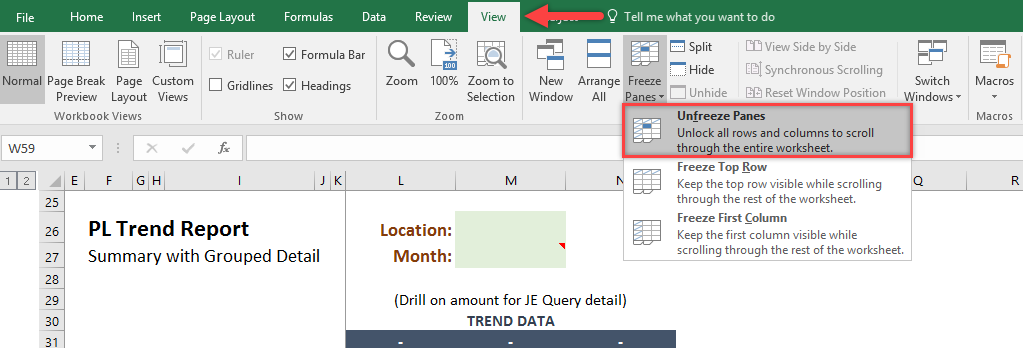 File Home Insert Page Layout Formulas Data Review View Tell me what you want to do
Normal
Page Break Preview
Page Layout
Custom Views
Workbook Views
Ruler
Formula Bar
Gridlines
Headings
Show
Zoom
100
100%
Zoom to Selection
Zoom
New Window
Arrange All
Freeze Panes
Split
Hide
Unhide
View Side by Side
Synchronous Scrolling
Reset Window Position
Switch Windows
Macros
Macros
Unfreeze Panes
Unlock all rows and columns to scroll
through the entire worksheet.
Freeze Top Row
Keep the top row visible while scrolling
through the rest of the worksheet.
Freeze First Column
Keep the first column visible while
scrolling through the rest of the worksheet.
W59 fx
1 2 E F G H I J K L M N Q R
25
26 PL Trend Report Location:
27 Summary with Grouped Detail Month:
28
29 (Drill on amount for JE Query detail)
30 TREND DATA
31 - - -